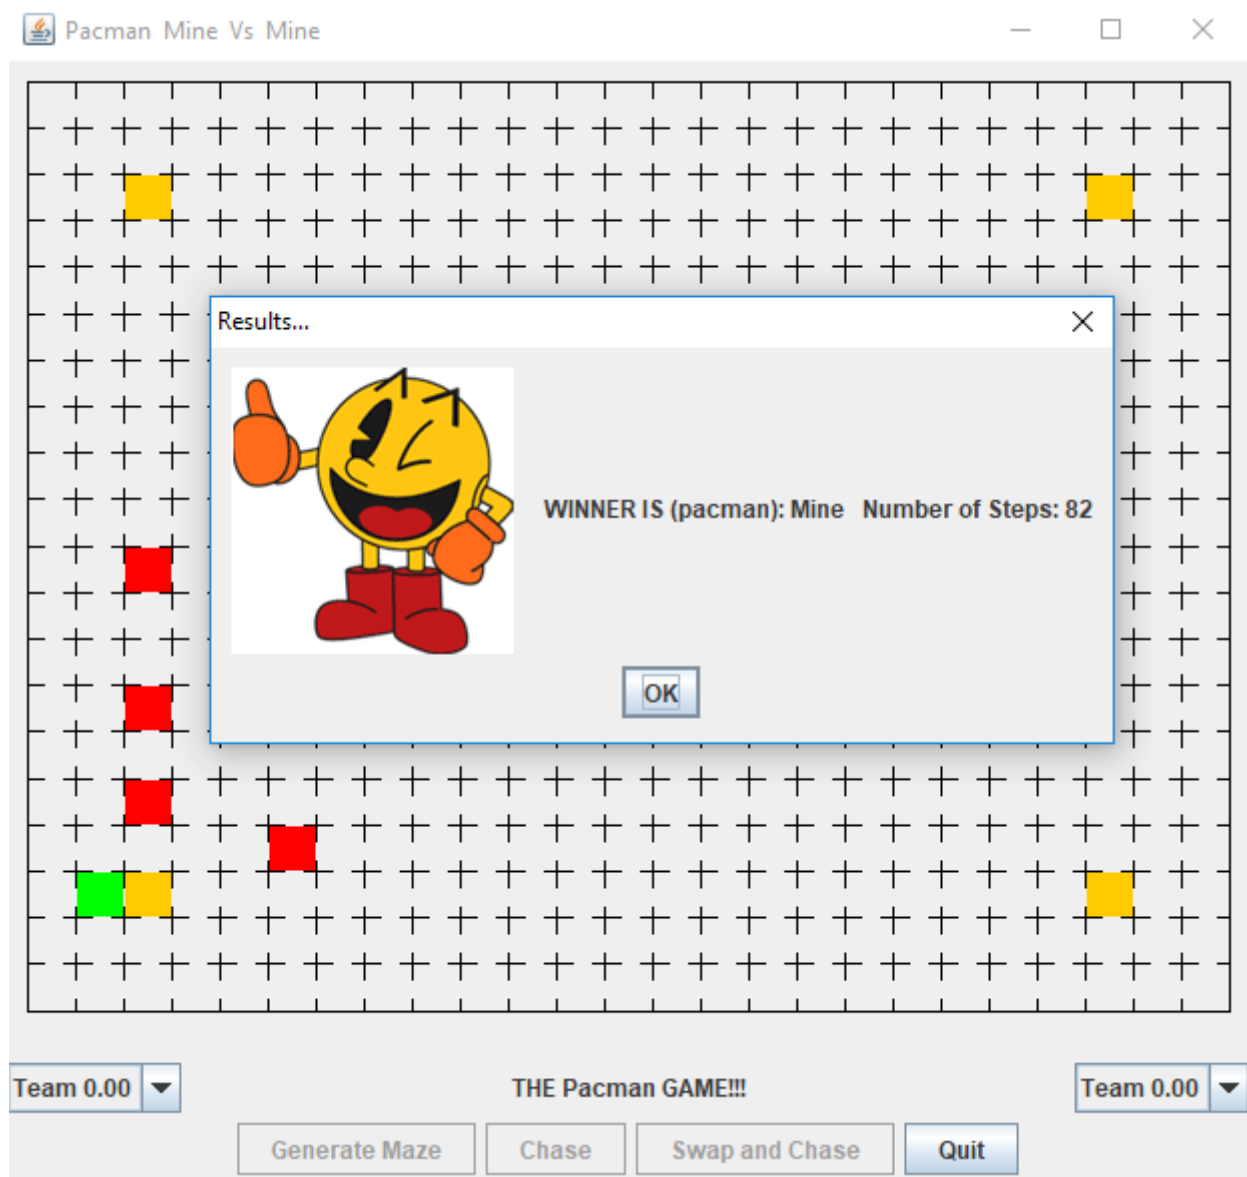 Pacman Mine Vs Mine
Results...
WINNER IS (pacman): Mine Number of Steps: 82
OK
Team 0.00
THE Pacman GAME!!!
Team 0.00
Generate Maze
Chase
Swap and Chase
Quit